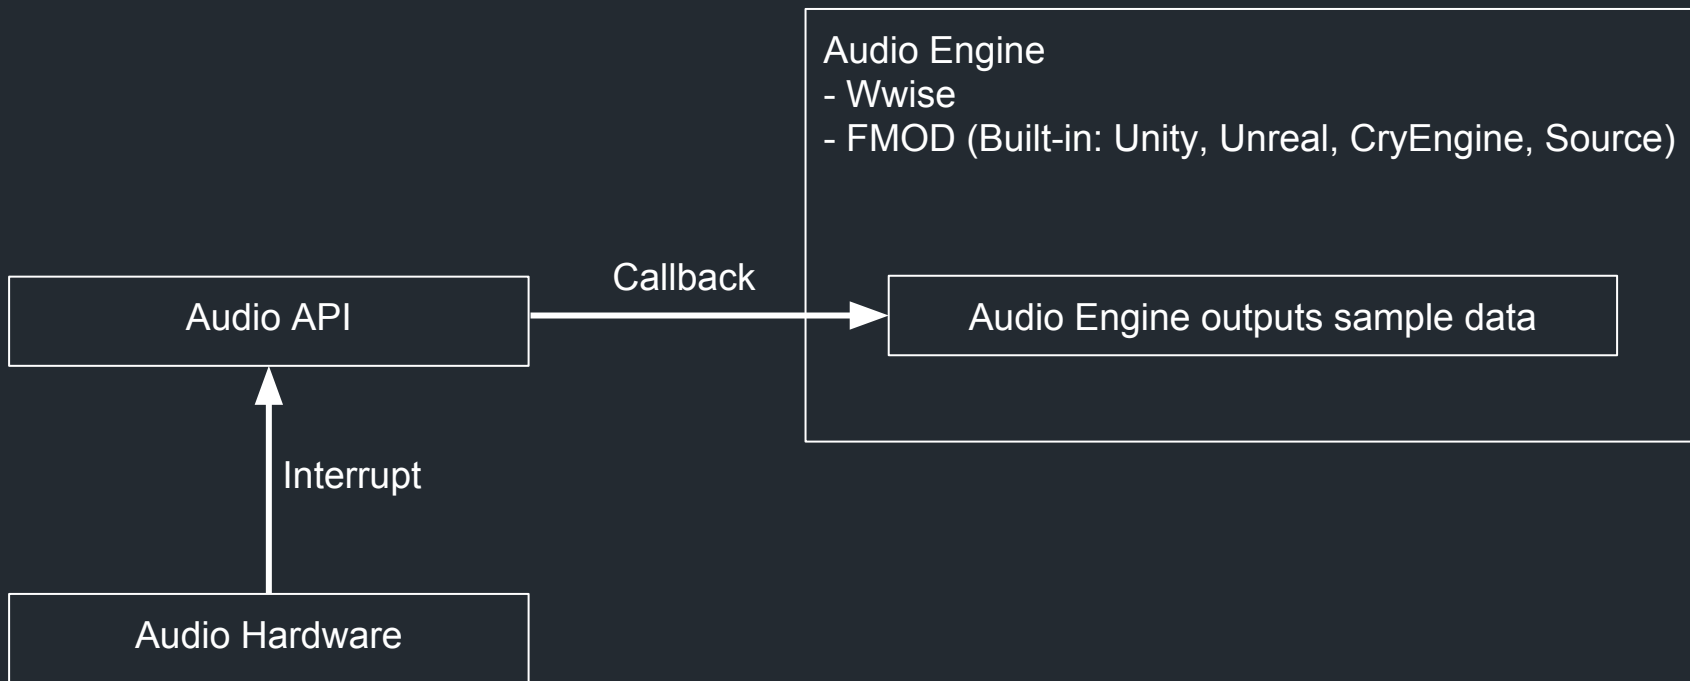 Audio Engine
- Wwise
- FMOD (Built-in: Unity, Unreal, CryEngine, Source)
Callback
Audio API
Audio Engine outputs sample data
Interrupt
Audio Hardware